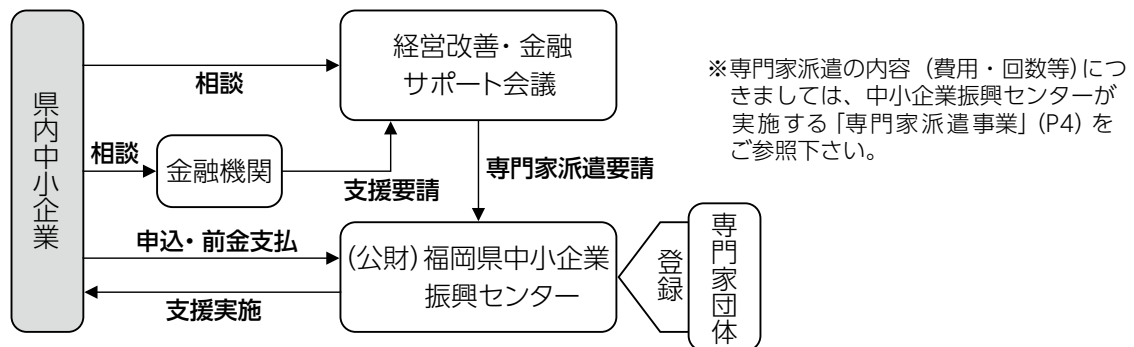 県内中小企業
経営改善・金融
サポート会議
相談
相談
金融機関
支援要請
専門家派遣要請
申込・前金支払
(公財)福岡県中小企業
振興センター
支援実施
登録
専門家団体
※専門家派遣の内容(費用・回数等)につ
きましては、中小企業振興センターが
実施する「専門家派遣事業」(P4)を
ご参照下さい。